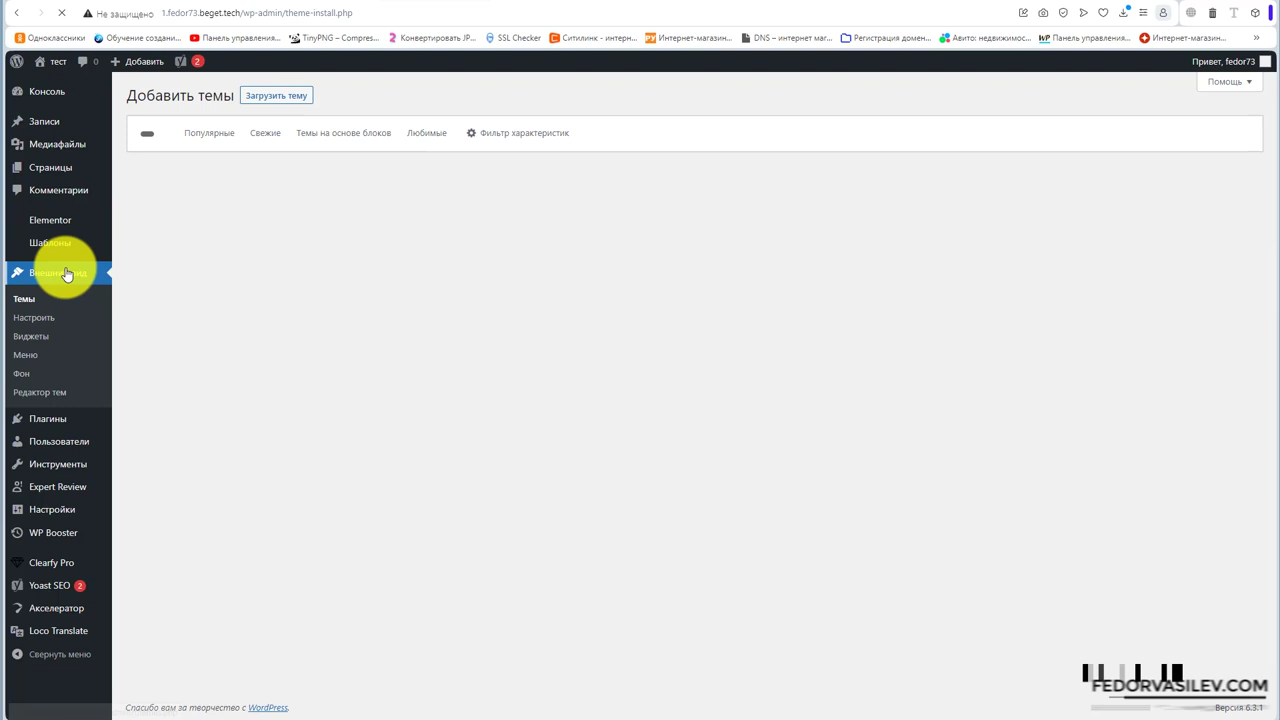 Не защищено 1.fedor73.beget.tech/wp-admin/theme-install.php
Одноклассники Обучение создани... Панель управления... TinyPNG – Compres... Конвертировать JP... SSL Checker Ситилинк - интерн... Интернет-магазин... DNS – интернет маг... Регистрация домен... Авито: недвижимос... Панель управления... Интернет-магазин...
тест 0 Добавить 2 Привет, fedor73
Помощь
Добавить темы Загрузить тему
Популярные Свежие Темы на основе блоков Любимые Фильтр характеристик
Консоль
Записи
Медиафайлы
Страницы
Комментарии
Elementor
Шаблоны
Внешний вид
Темы
Настроить
Виджеты
Меню
Фон
Редактор тем
Плагины
Пользователи
Инструменты
Expert Review
Настройки
WP Booster
Clearfy Pro
Yoast SEO 2
Акселератор
Loco Translate
Свернуть меню
FEDORVASILEV.COM
Спасибо вам за творчество с WordPress. Версия 6.3.1